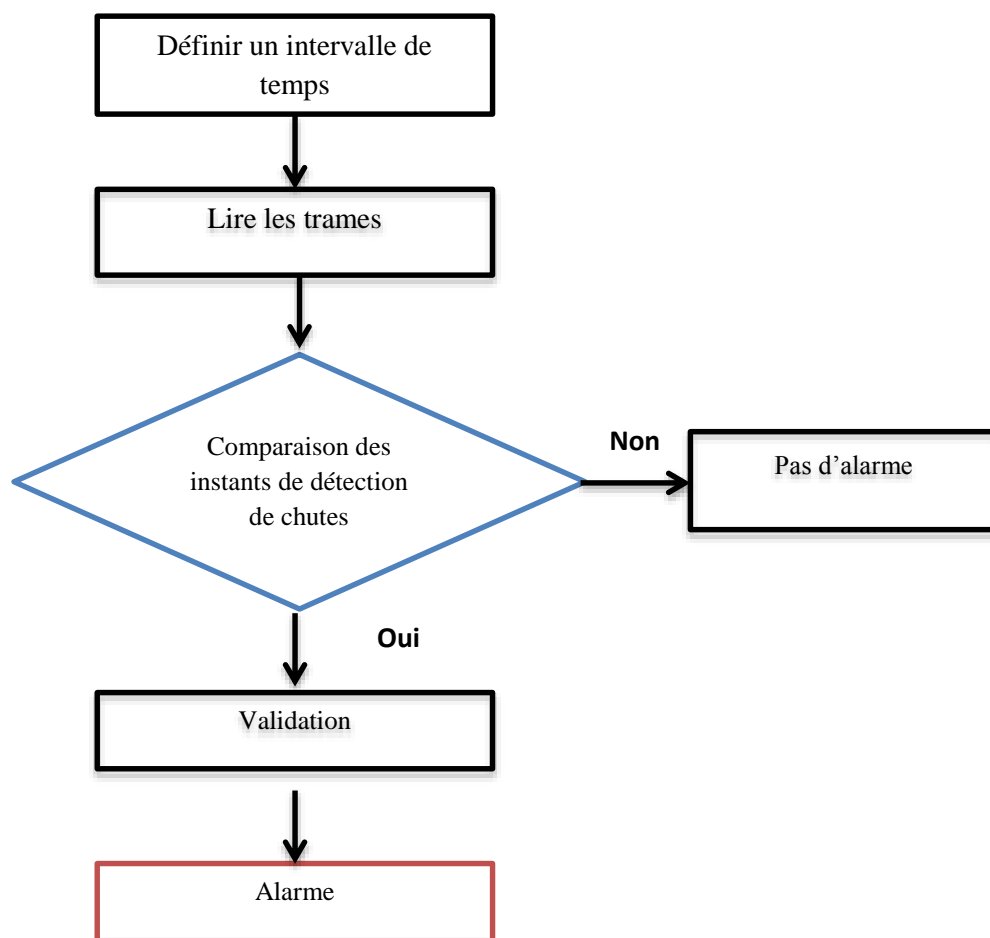 Définir un intervalle de
temps
Lire les trames
Comparaison des
instants de détection
de chutes
Non
Pas d’alarme
Oui
Validation
Alarme